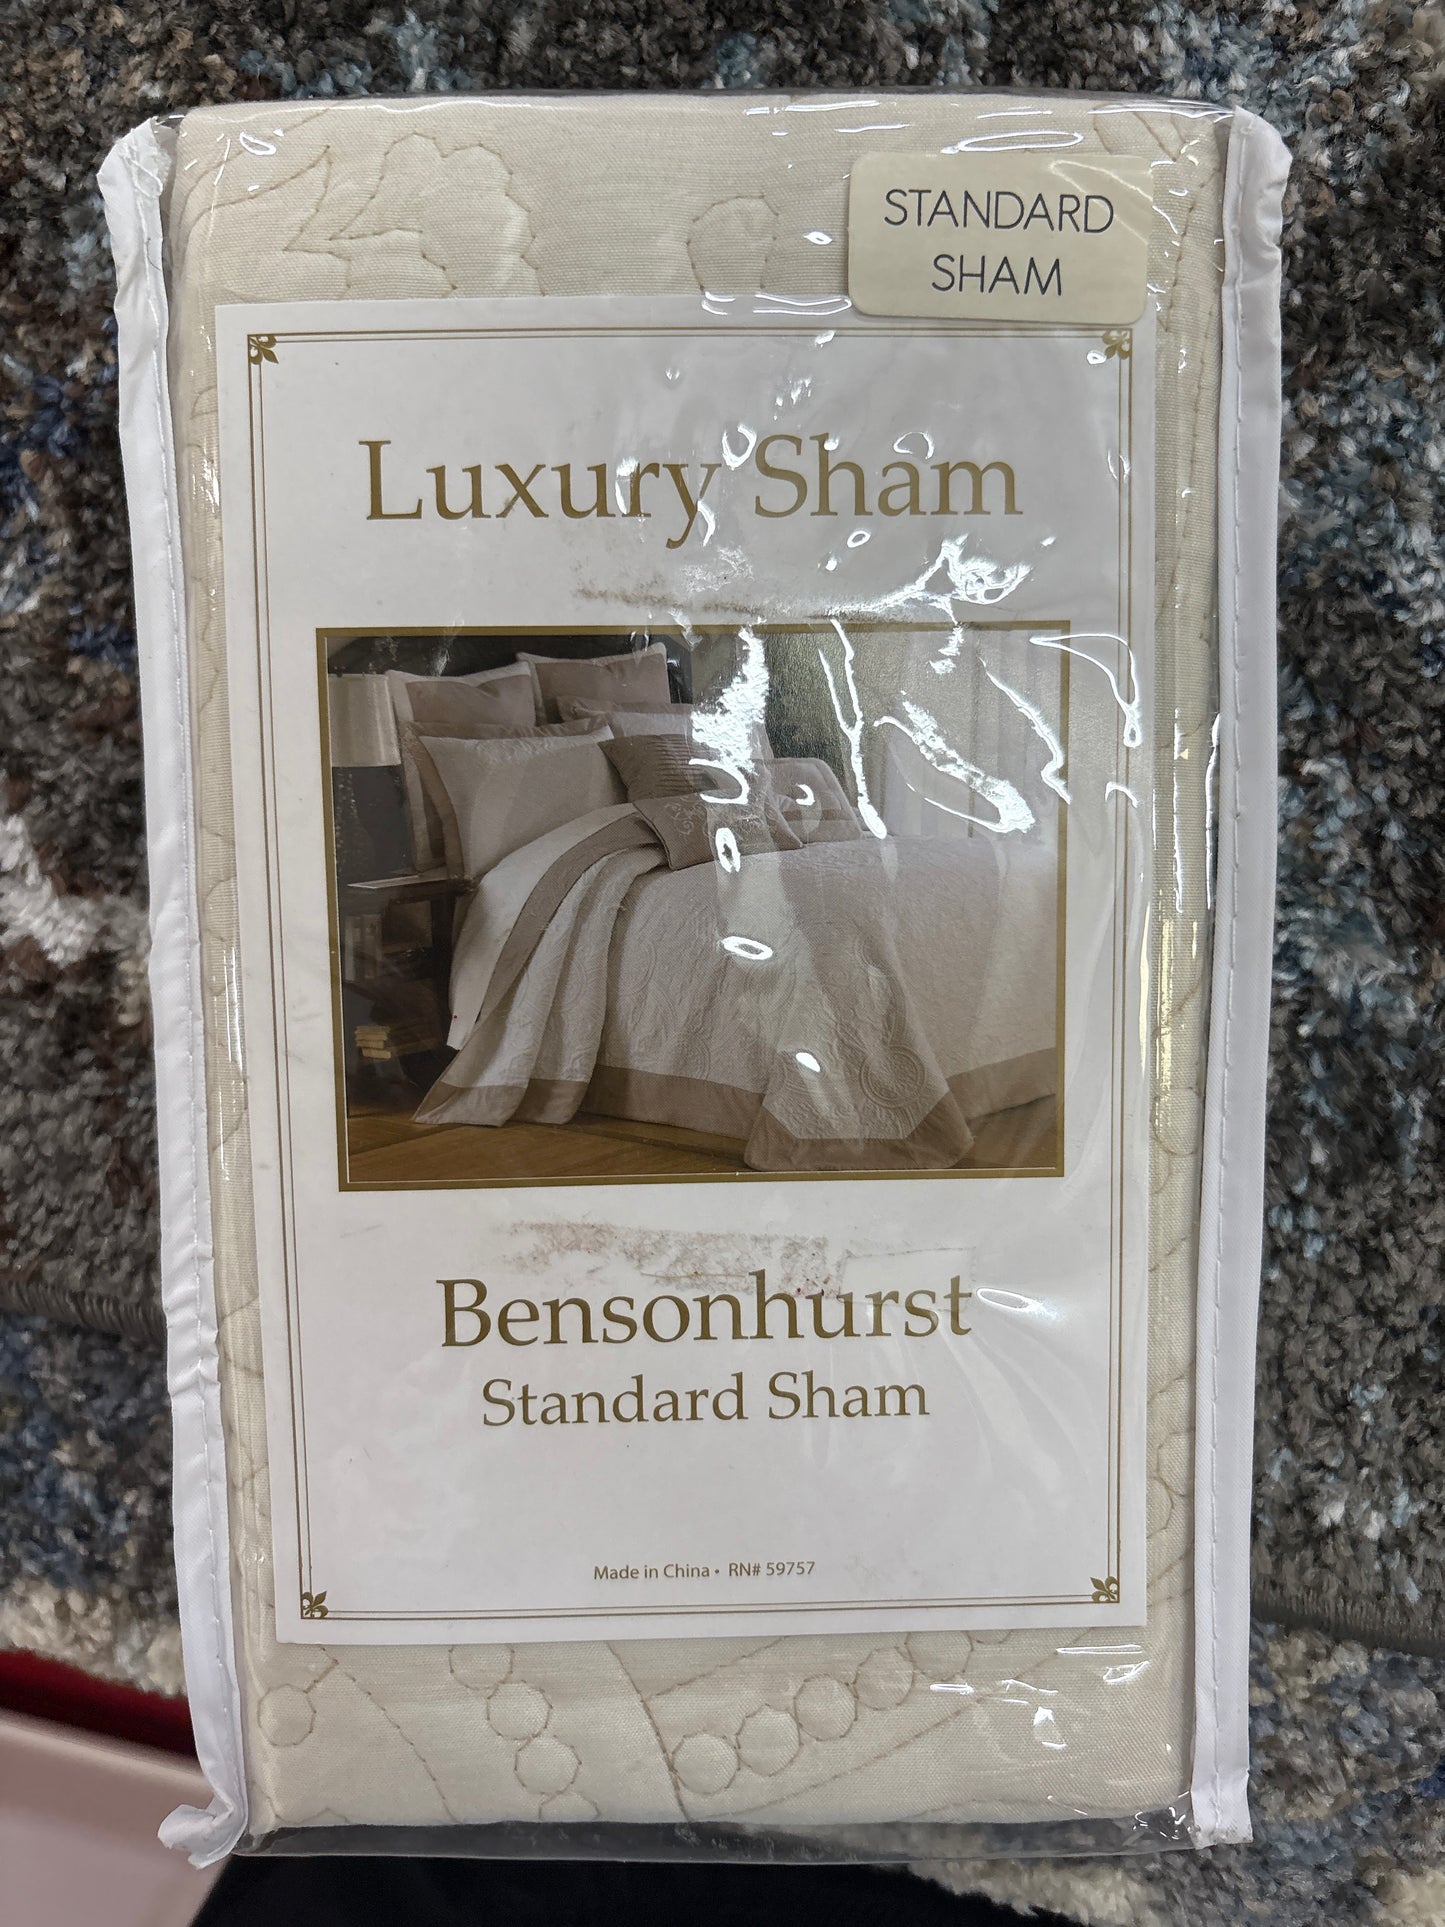 STANDARD
SHAM
Luxury Sham
Bensonhurst
Standard Sham
Made in China • RN# 59757